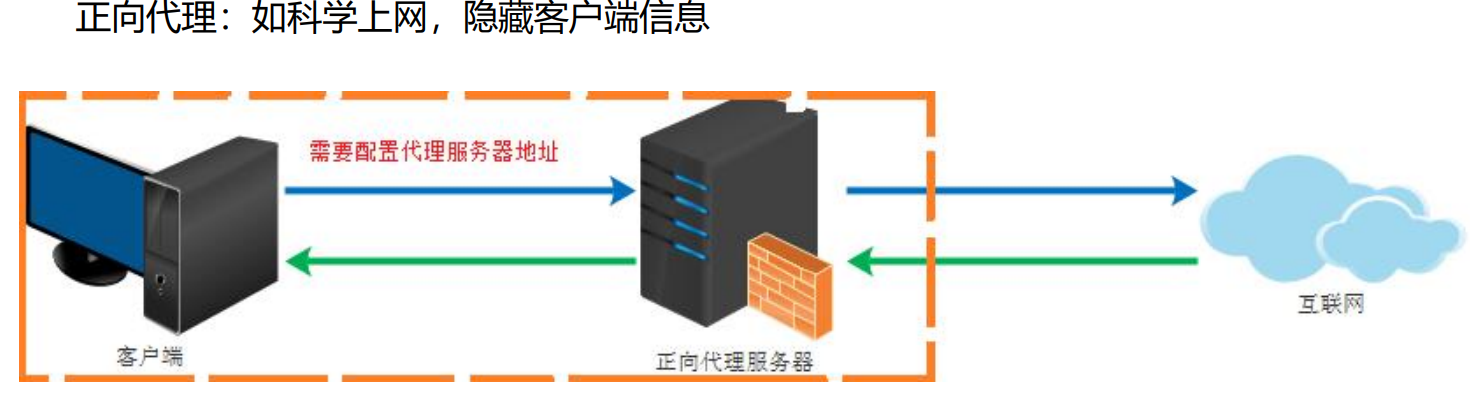 正向代理：如科学上网，隐藏客户端信息
需要配置代理服务器地址
互联网
客户端
正向代理服务器